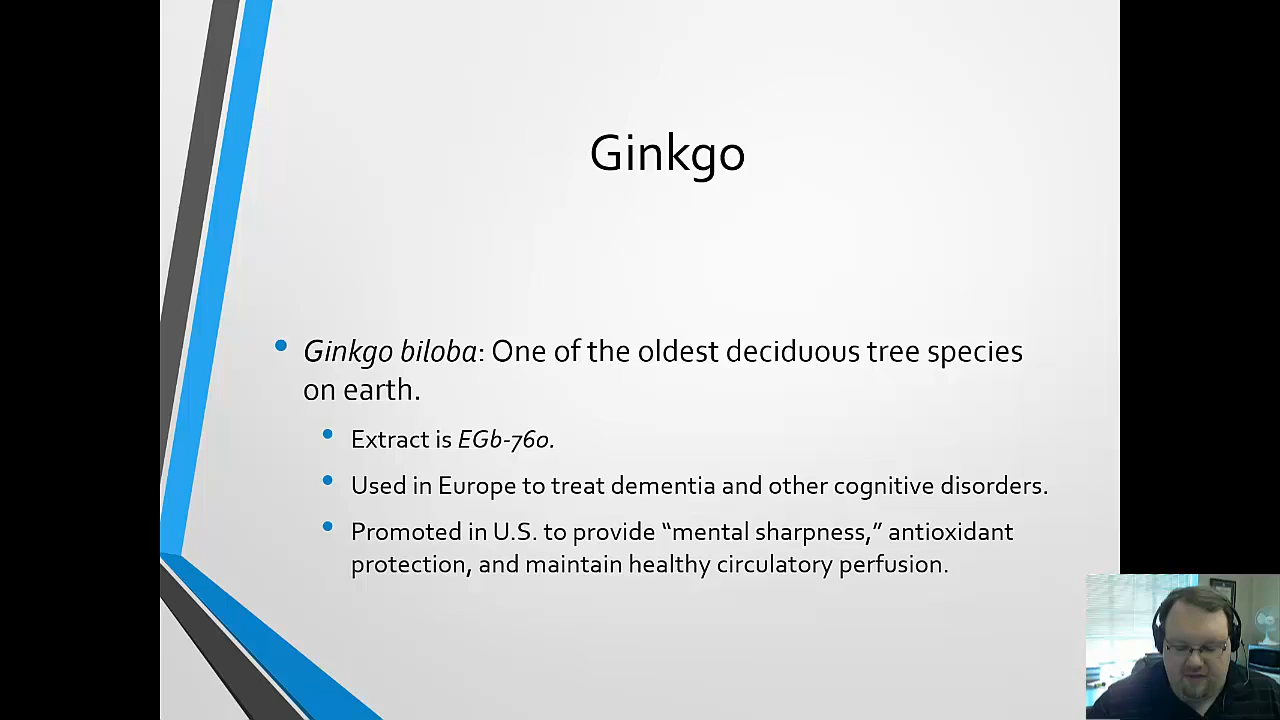 Ginkgo
Ginkgo biloba: One of the oldest deciduous tree species
on earth.
Extract is EGb-760.
Used in Europe to treat dementia and other cognitive disorders.
Promoted in U.S. to provide “mental sharpness,” antioxidant
protection, and maintain healthy circulatory perfusion.